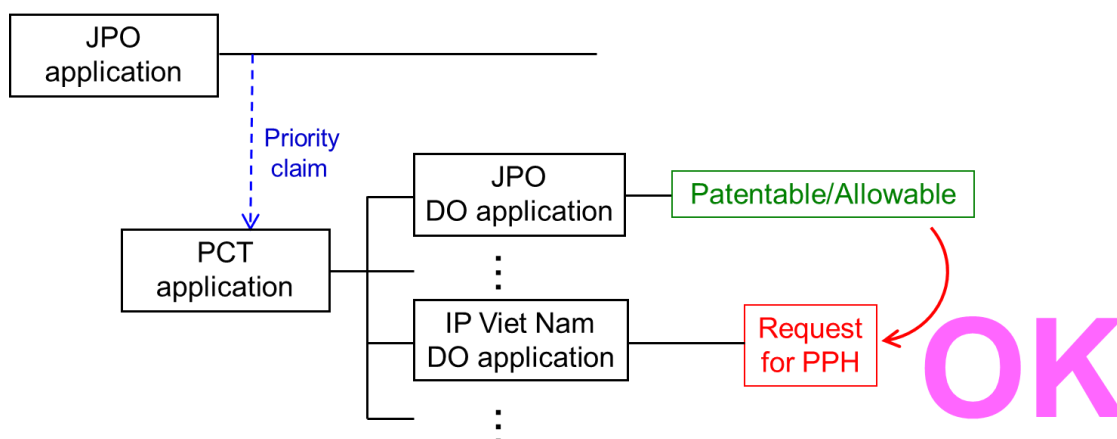 JPO
application
Priority
claim
JPO
DO application
Patentable/Allowable
PCT
application
IP Viet Nam
DO application
Request
for PPH
OK